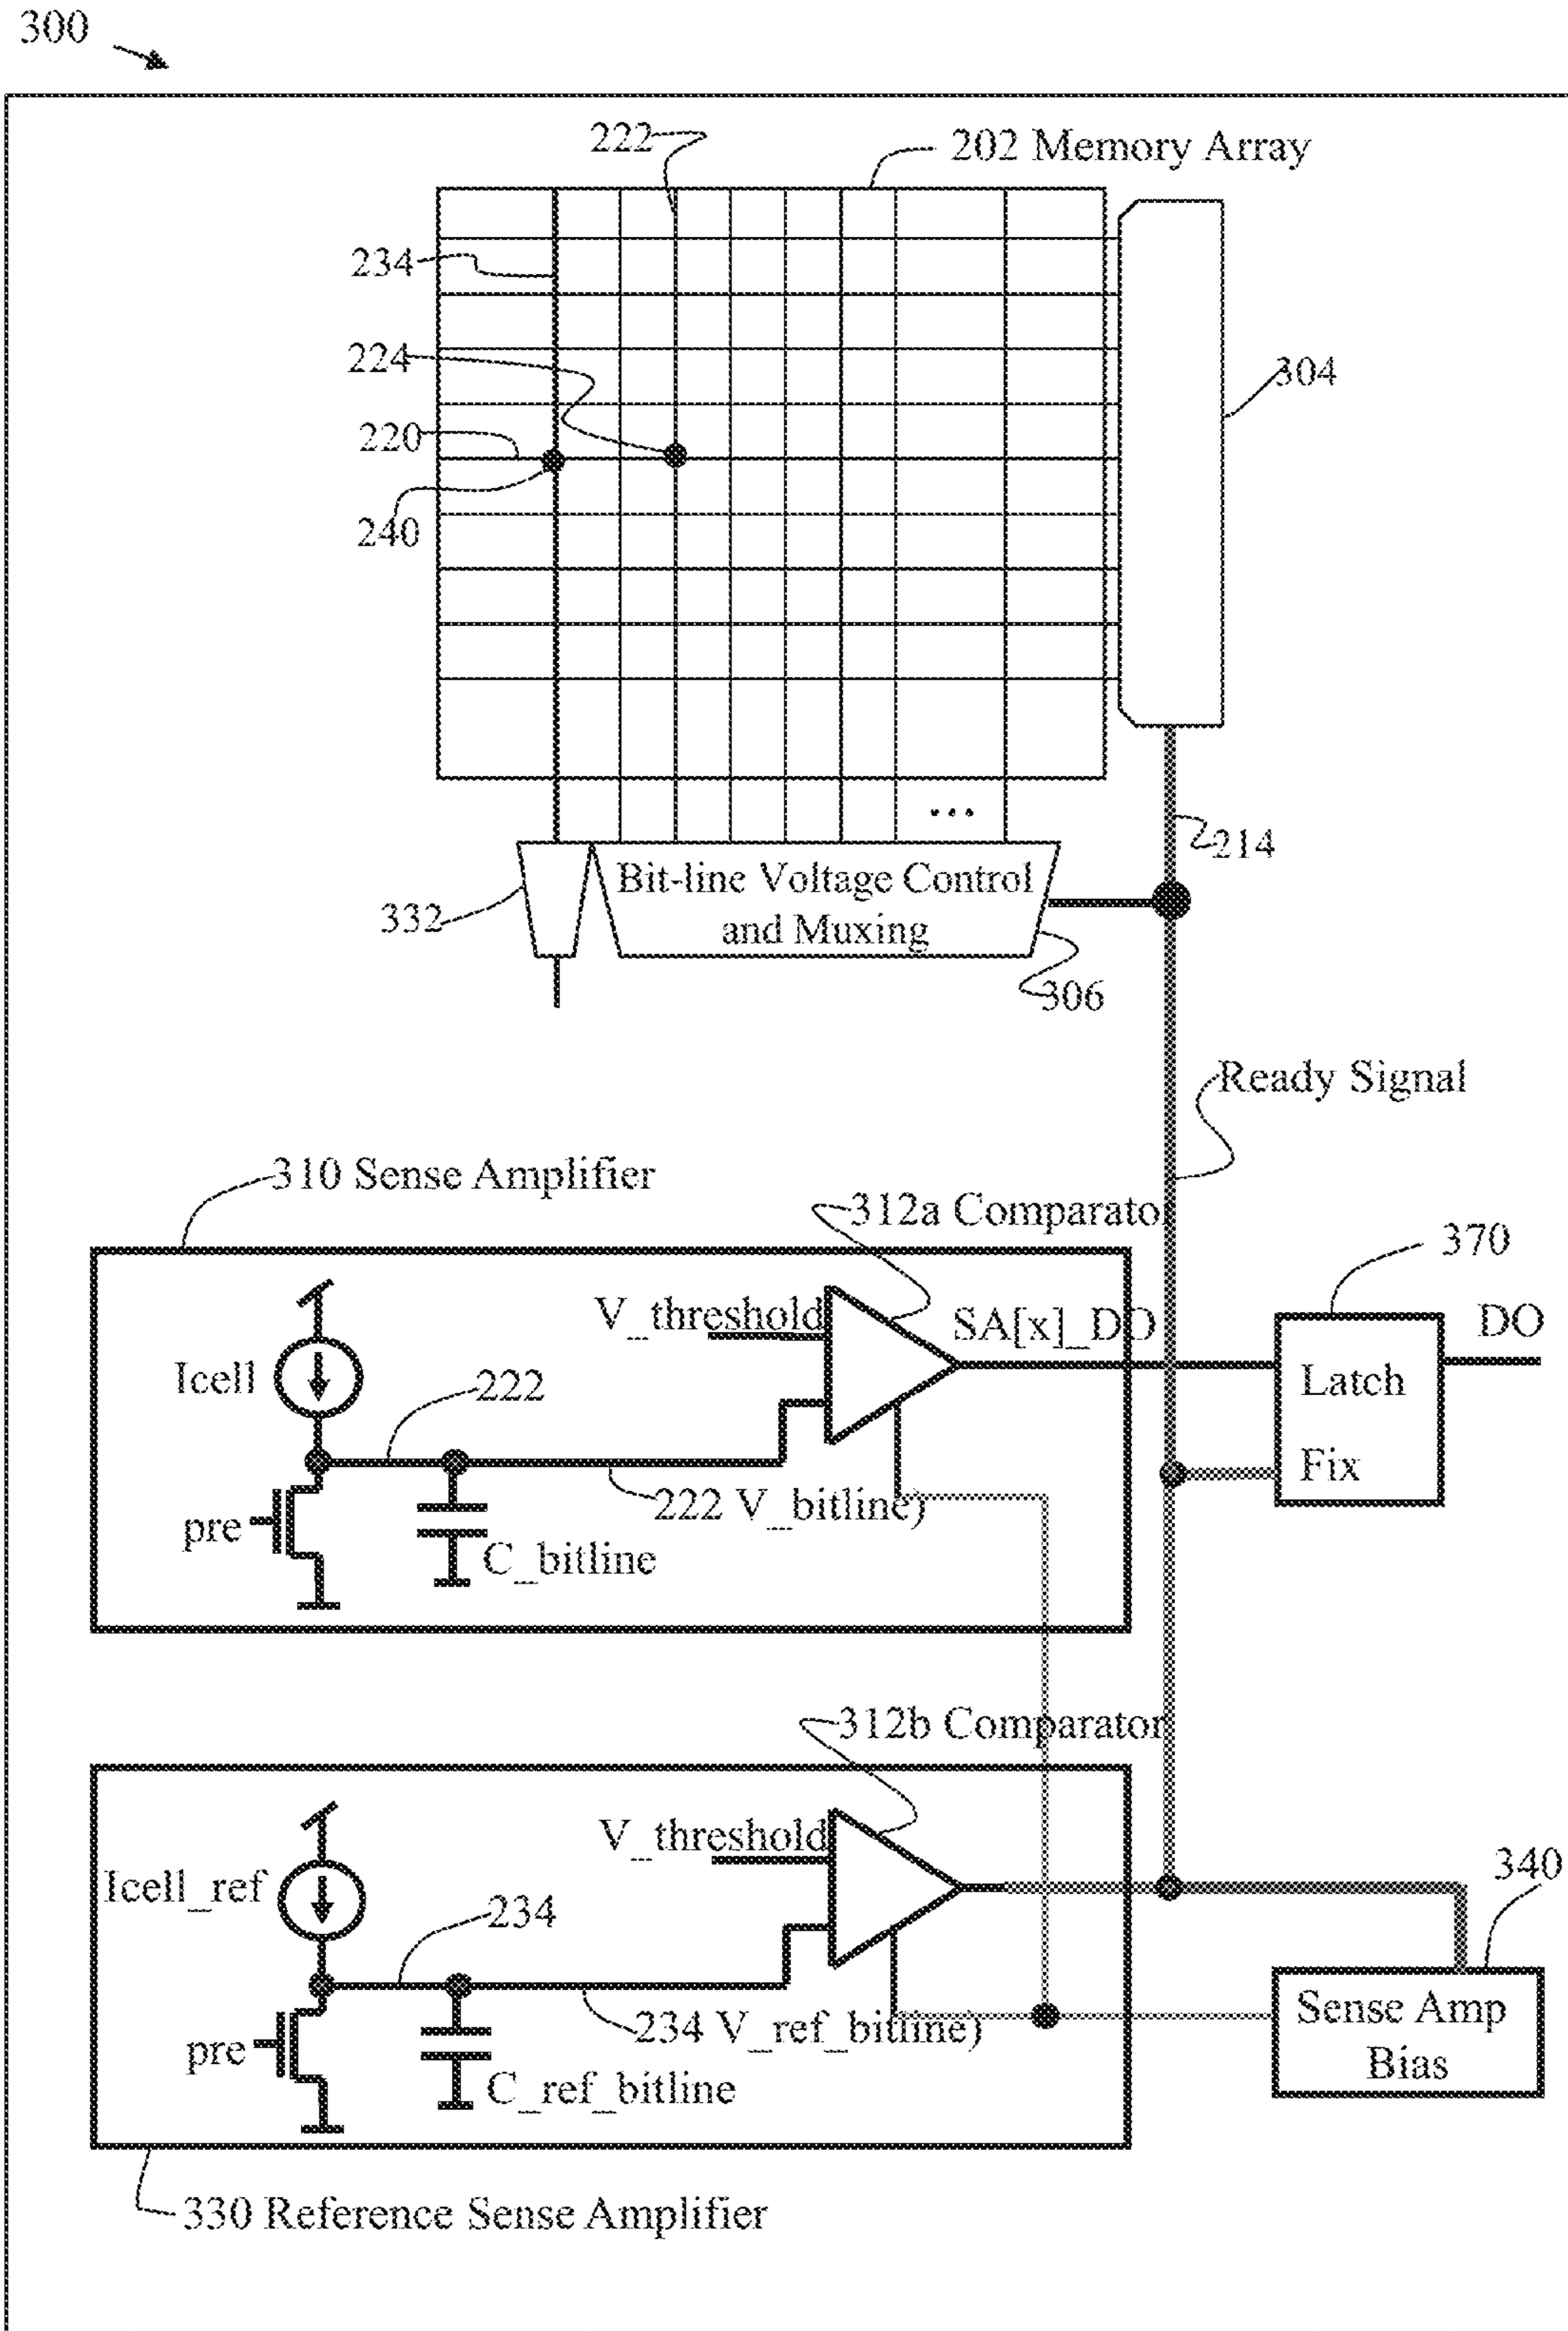 300
222
202 Memory Array
234
304
224
220
240
...
214
Bit-line Voltage Control
and Muxing
332
306
Ready Signal
310 Sense Amplifier
312a Comparator
370
V_threshold
SA[x]_DO
DO
Icell
222
Latch
Fix
222 V_bitline)
pre
C_bitline
312b Comparator
V_threshold
340
Icell_ref
234
234 V_ref_bitline)
Sense Amp
Bias
pre
C_ref_bitline
330 Reference Sense Amplifier